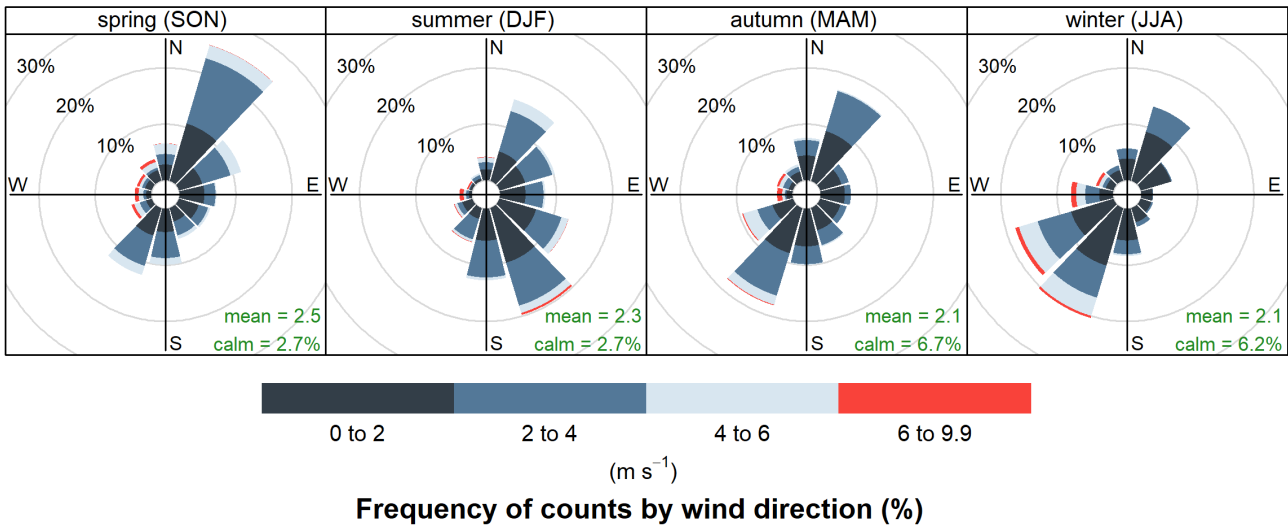 spring (SON)
summer (DJF)
autumn (MAM)
winter (JJA)
N
30%
20%
10%
W
E
S
mean = 2.5
calm = 2.7%
N
30%
20%
10%
W
E
S
mean = 2.3
calm = 2.7%
N
30%
20%
10%
W
E
S
mean = 2.1
calm = 6.7%
N
30%
20%
10%
W
E
S
mean = 2.1
calm = 6.2%
0 to 2
2 to 4
4 to 6
6 to 9.9
(m s⁻¹)
Frequency of counts by wind direction (%)